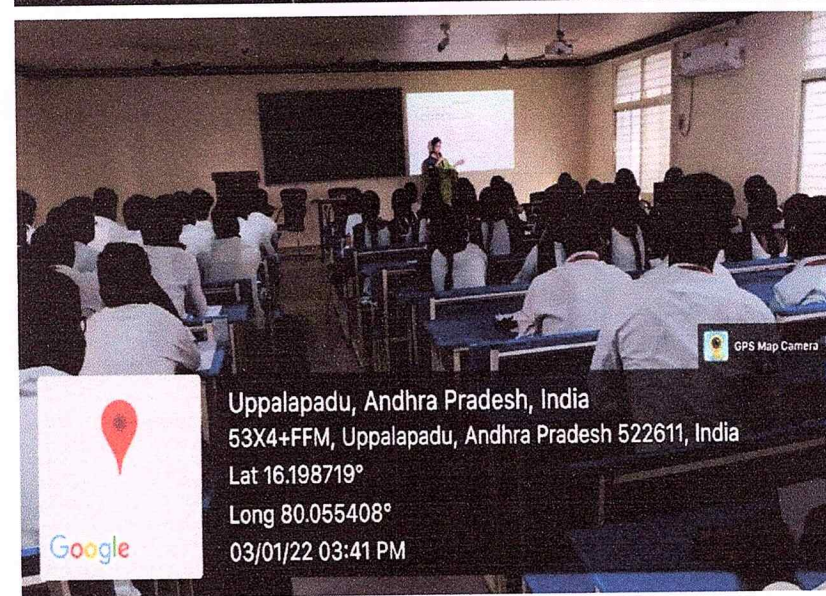 GPS Map Camera
Uppalapadu, Andhra Pradesh, India
53X4+FFM, Uppalapadu, Andhra Pradesh 522611, India
Lat 16.198719°
Long 80.055408°
03/01/22 03:41 PM
Google